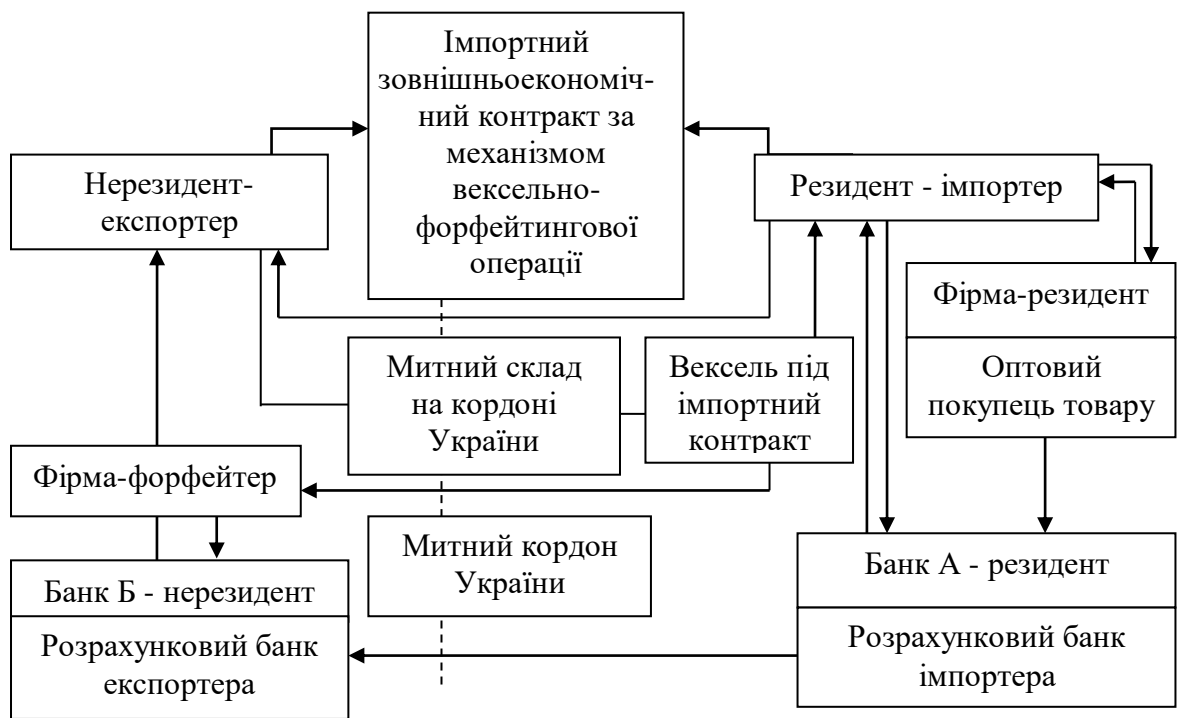 Імпортний
зовнішньоекономіч-
ний контракт за
механізмом
вексельно-
форфейтингової
операції
Нерезидент-
експортер
Резидент - імпортер
Фірма-резидент
Оптовий
покупець товару
Митний склад
на кордоні
України
Вексель під
імпортний
контракт
Фірма-форфейтер
Митний кордон
України
Банк Б - нерезидент
Розрахунковий банк
експортера
Банк А - резидент
Розрахунковий банк
імпортера